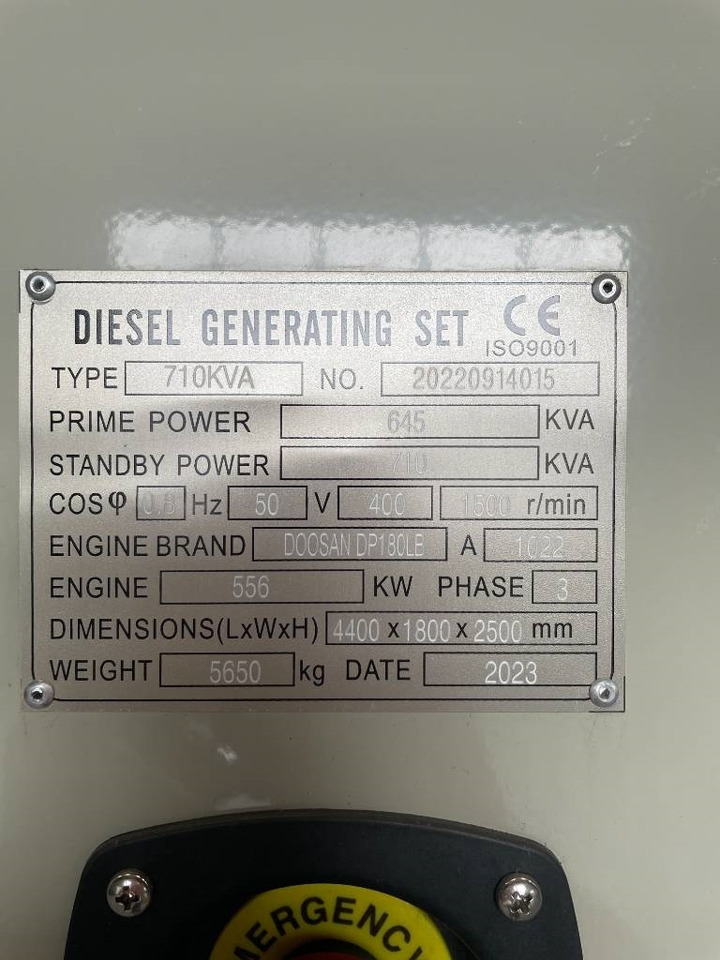 DIESEL GENERATING SET CE
ISO9001
TYPE 710KVA NO. 20220914015
PRIME POWER 645 KVA
STANDBY POWER 710 KVA
COSφ 0.8 Hz 50 V 400 1500 r/min
ENGINE BRAND DOOSAN DP180LB A 1022
ENGINE 556 KW PHASE 3
DIMENSIONS(LxWxH) 4400 x 1800 x 2500 mm
WEIGHT 5650 kg DATE 2023